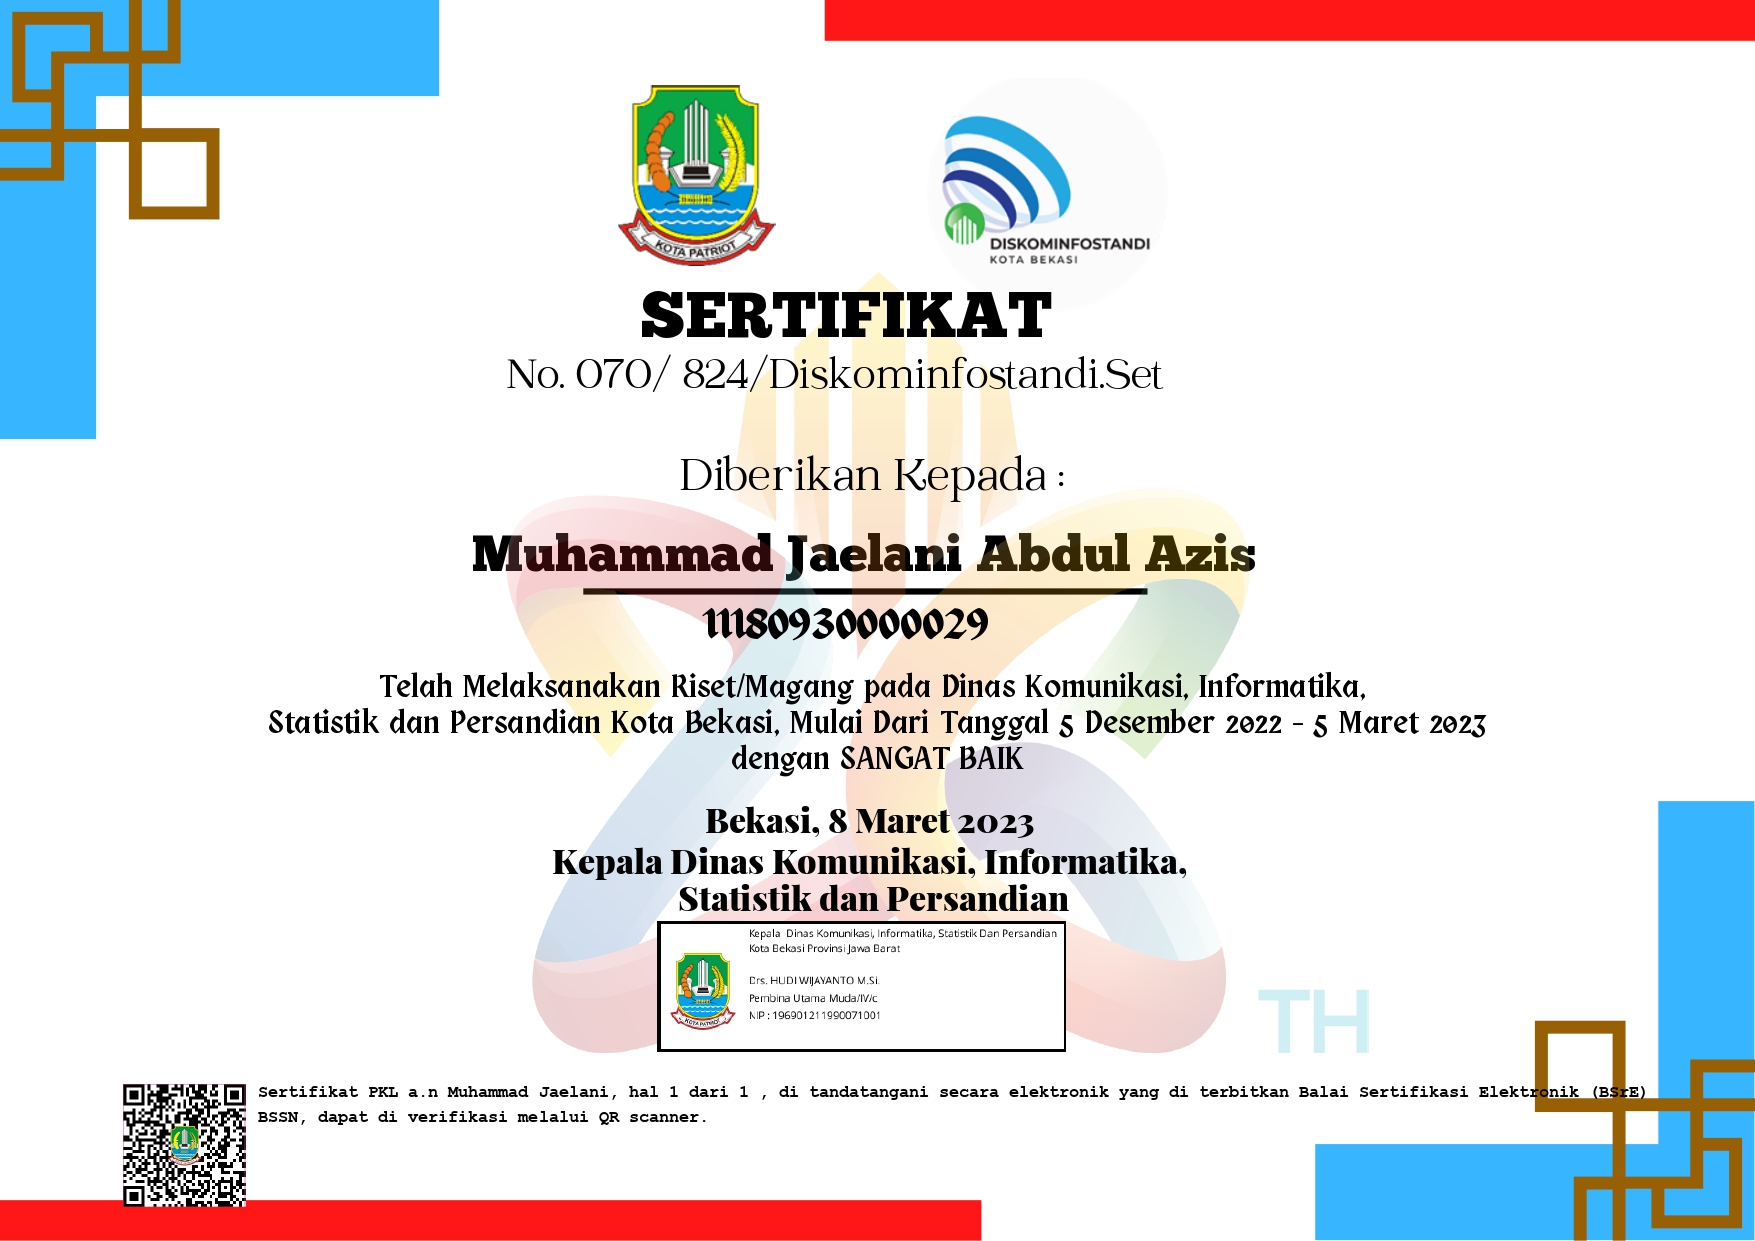 KOTA PATRIOT
DISKOMINFOSTANDI
KOTA BEKASI
SERTIFIKAT
No. 070/ 824/Diskominfostandi.Set
Diberikan Kepada :
Muhammad Jaelani Abdul Azis
11180930000029
Telah Melaksanakan Riset/Magang pada Dinas Komunikasi, Informatika,
Statistik dan Persandian Kota Bekasi, Mulai Dari Tanggal 5 Desember 2022 - 5 Maret 2023
dengan SANGAT BAIK
Bekasi, 8 Maret 2023
Kepala Dinas Komunikasi, Informatika,
Statistik dan Persandian
Kepala Dinas Komunikasi, Informatika, Statistik Dan Persandian
Kota Bekasi Provinsi Jawa Barat
Drs. HUDI WIJAYANTO M.Si.
Pembina Utama Muda/IV/c
NIP : 196901211990071001
KOTA PATRIOT
TH
Sertifikat PKL a.n Muhammad Jaelani, hal 1 dari 1 , di tandatangani secara elektronik yang di terbitkan Balai Sertifikasi Elektronik (BSrE)
BSSN, dapat di verifikasi melalui QR scanner.